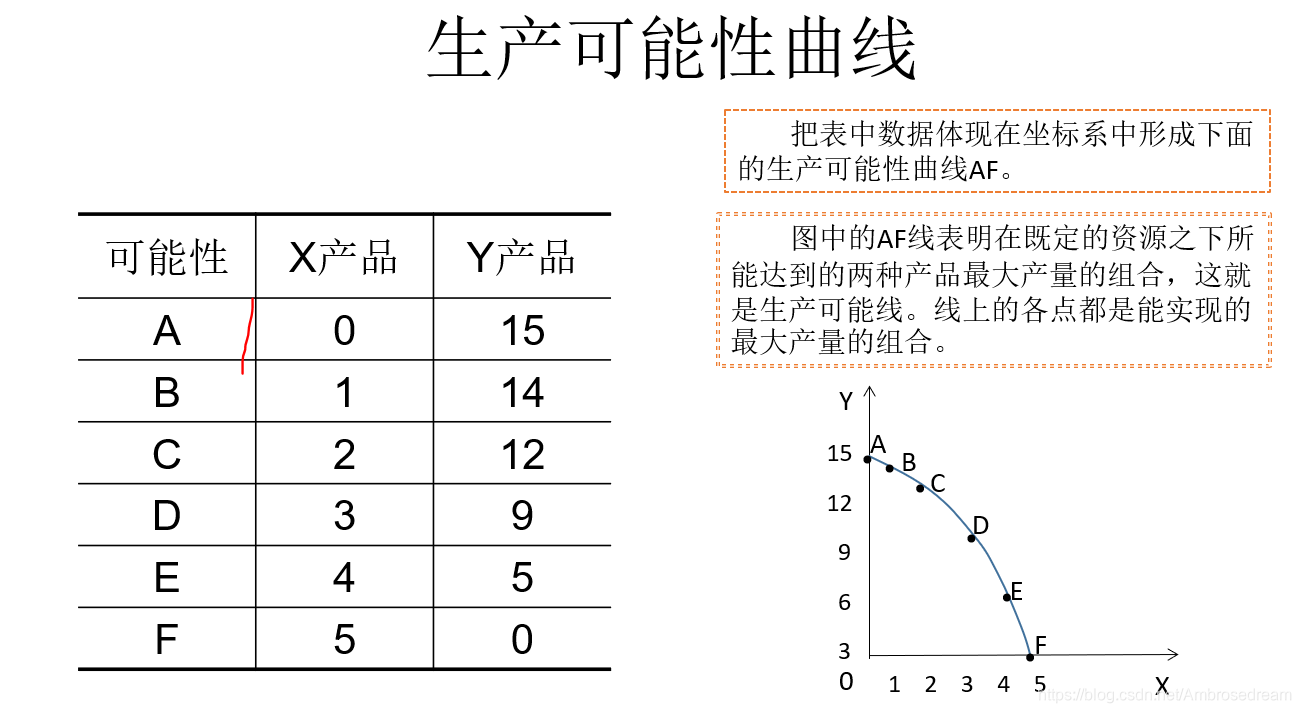 生产可能性曲线
把表中数据体现在坐标系中形成下面
的生产可能性曲线AF。
图中的AF线表明在既定的资源之下所
能达到的两种产品最大产量的组合，这就
是生产可能线。线上的各点都是能实现的
最大产量的组合。
可能性 X产品 Y产品
A 0 15
B 1 14
C 2 12
D 3 9
E 4 5
F 5 0
Y
A
15
B
C
12
D
9
E
6
F
3
0 1 2 3 4 5 X
https://blog.csdn.net/Ambrosedream